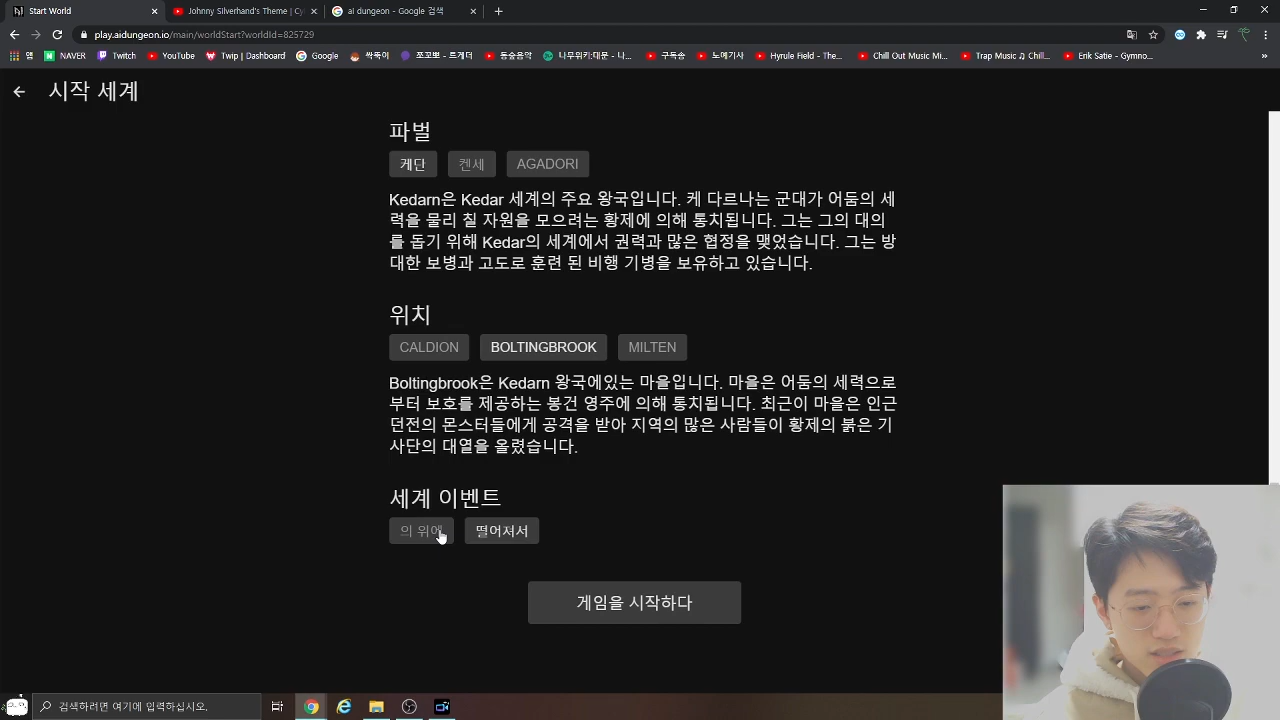 Start World
Johnny Silverhand's Theme | Cy
ai dungeon - Google 검색
play.aidungeon.io/main/worldStart?worldId=825729
앱
NAVER
Twitch
YouTube
Twip | Dashboard
Google
싹뚝이
쪼꼬뽀 - 트게더
동숲음악
나무위키:대문 - 나...
구독송
노예기사
Hyrule Field - The...
Chill Out Music Mi...
Trap Music ♫ Chill...
Erik Satie - Gymno...
»
시작 세계
파벌
케단 켄세 AGADORI
Kedarn은 Kedar 세계의 주요 왕국입니다. 케 다르나는 군대가 어둠의 세
력을 물리 칠 자원을 모으려는 황제에 의해 통치됩니다. 그는 그의 대의
를 돕기 위해 Kedar의 세계에서 권력과 많은 협정을 맺었습니다. 그는 방
대한 보병과 고도로 훈련 된 비행 기병을 보유하고 있습니다.
위치
CALDION BOLTINGBROOK MILTEN
Boltingbrook은 Kedarn 왕국에있는 마을입니다. 마을은 어둠의 세력으로
부터 보호를 제공하는 봉건 영주에 의해 통치됩니다. 최근이 마을은 인근
던전의 몬스터들에게 공격을 받아 지역의 많은 사람들이 황제의 붉은 기
사단의 대열을 올렸습니다.
세계 이벤트
의 위에 떨어져서
게임을 시작하다
검색하려면 여기에 입력하십시오.